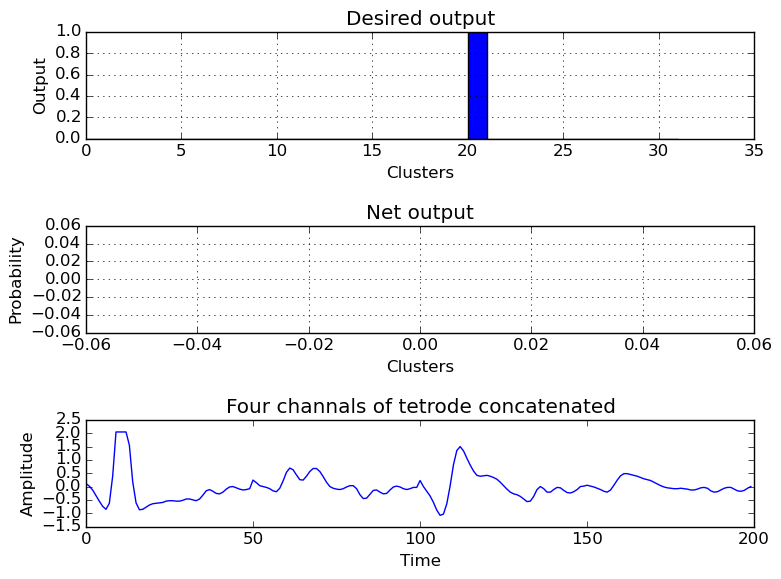 Desired output
1.0
0.8
0.6
0.4
0.2
0.0
Output
0 5 10 15 20 25 30 35
Clusters
Net output
0.06
0.04
0.02
0.00
−0.02
−0.04
−0.06
Probability
−0.06 −0.04 −0.02 0.00 0.02 0.04 0.06
Clusters
Four channels of tetrode concatenated
2.5
2.0
1.5
1.0
0.5
0.0
−0.5
−1.0
−1.5
Amplitude
0 50 100 150 200
Time